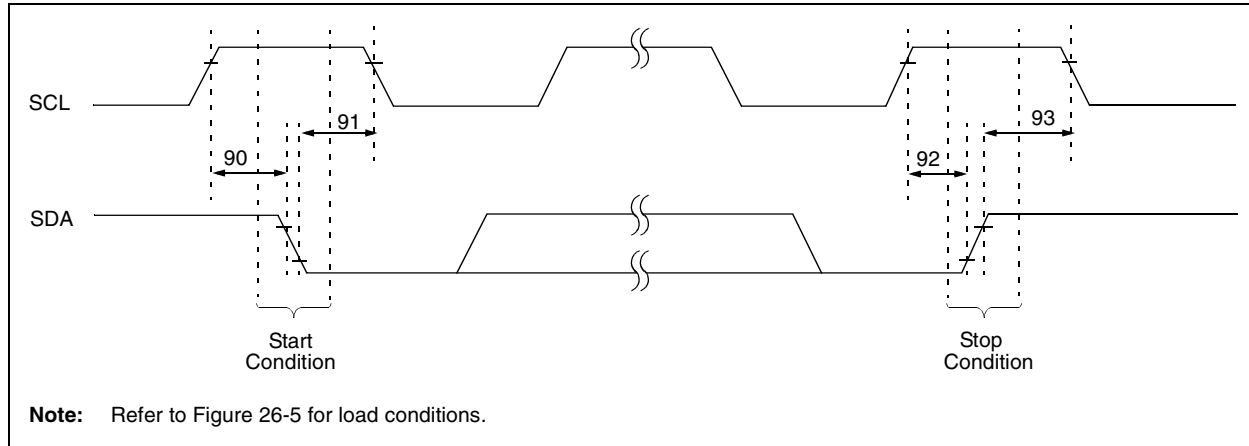 SCL
91
93
90
92
SDA
Start
Condition
Stop
Condition
Note: Refer to Figure 26-5 for load conditions.